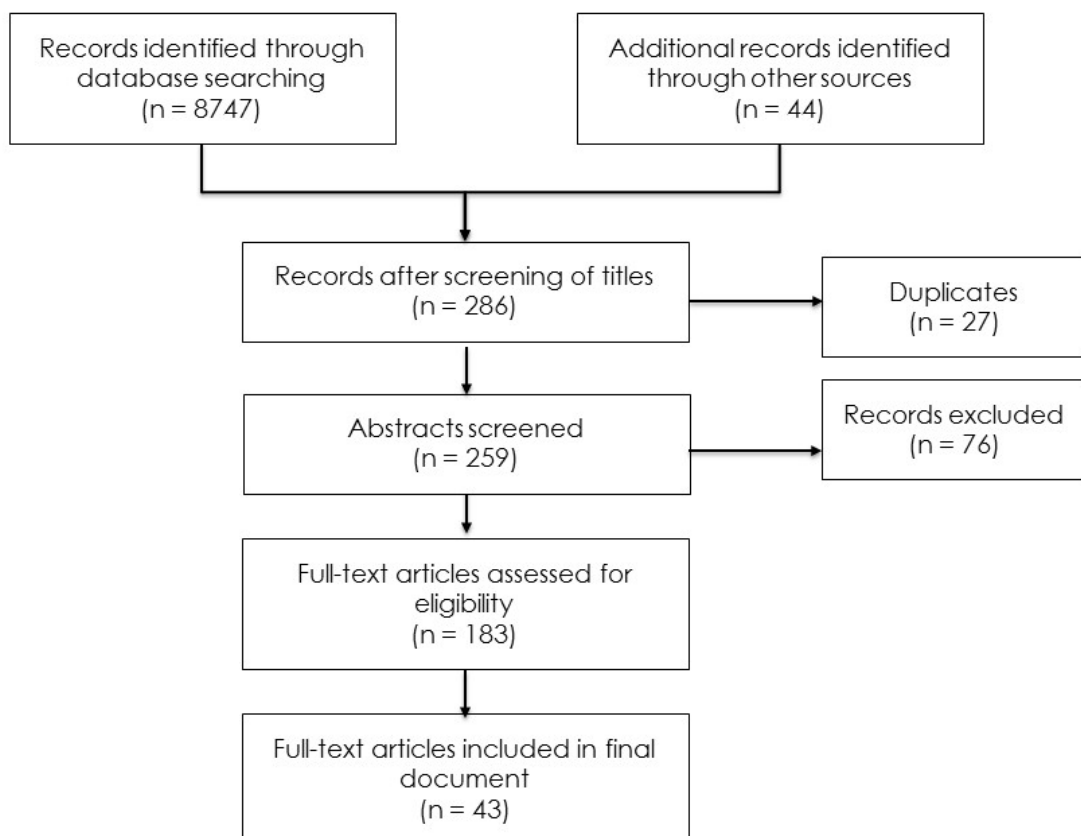 Records identified through
database searching
(n = 8747)
Additional records identified
through other sources
(n = 44)
Records after screening of titles
(n = 286)
Duplicates
(n = 27)
Abstracts screened
(n = 259)
Records excluded
(n = 76)
Full-text articles assessed for
eligibility
(n = 183)
Full-text articles included in final
document
(n = 43)